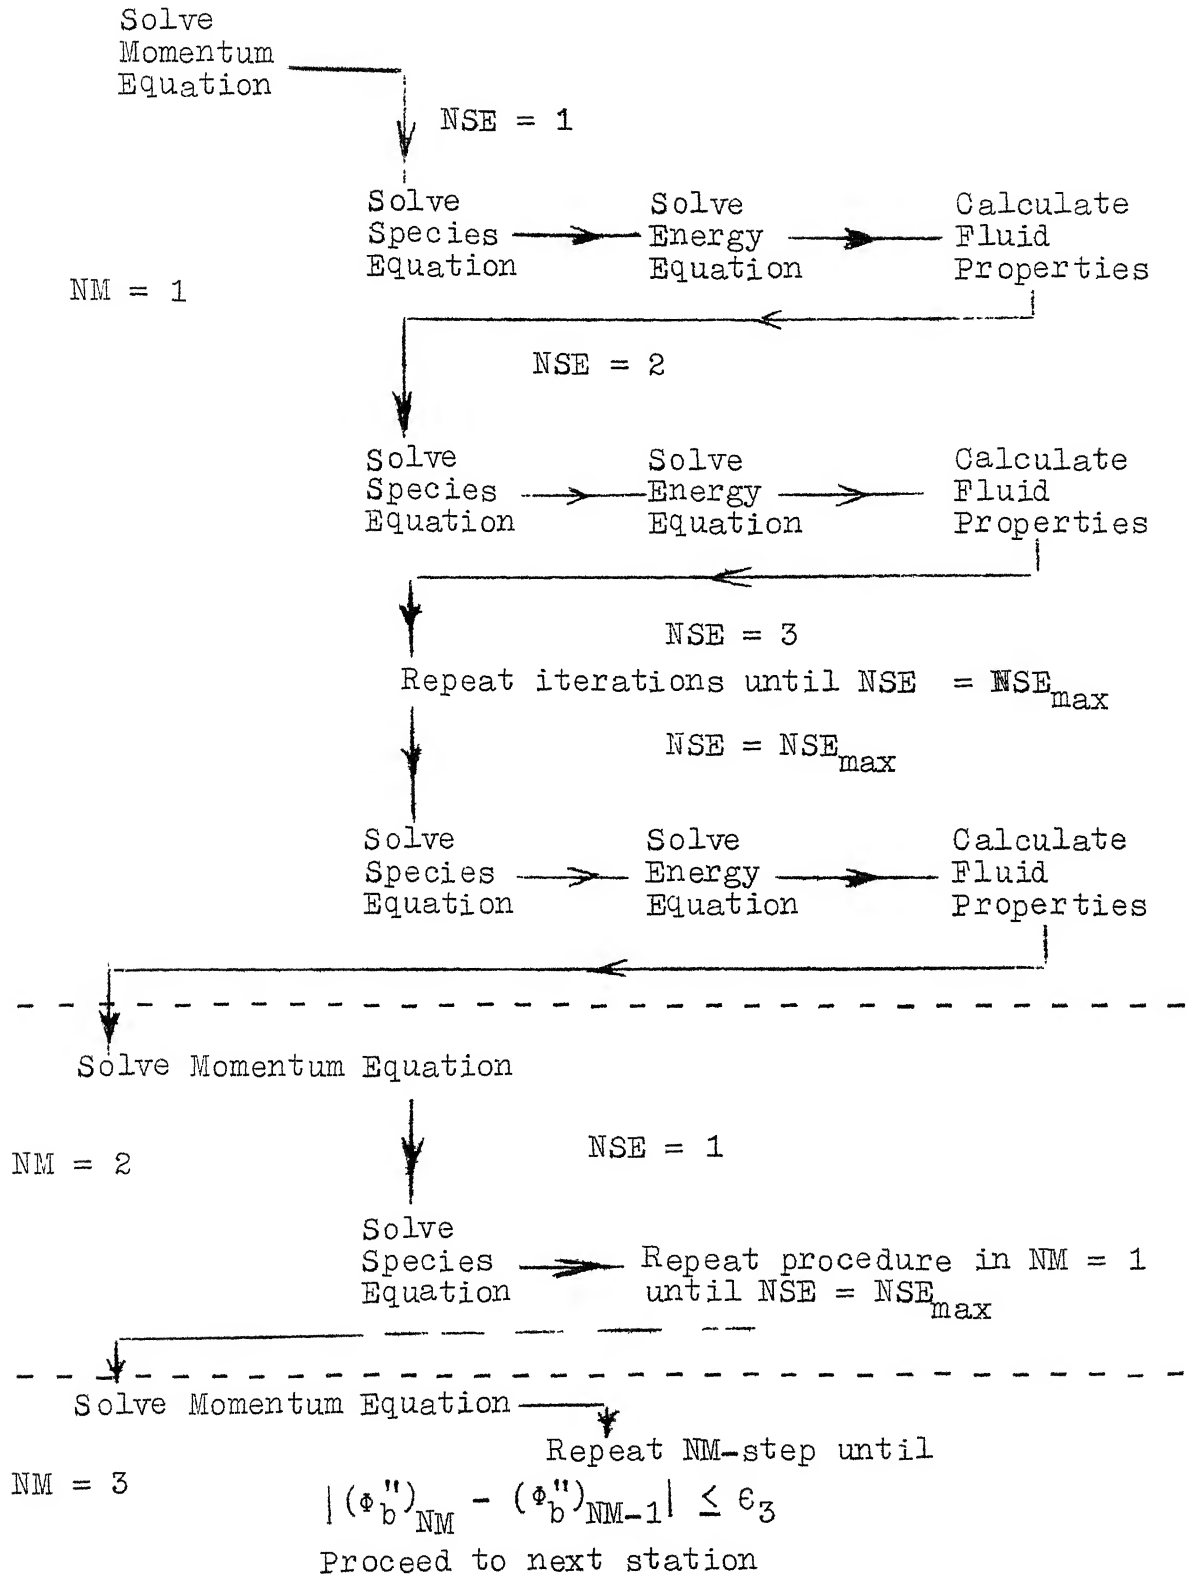 Solve
Momentum
Equation
NSE = 1
Solve
Species
Equation
Solve
Energy
Equation
Calculate
Fluid
Properties
NM = 1
NSE = 2
Solve
Species
Equation
Solve
Energy
Equation
Calculate
Fluid
Properties
NSE = 3
Repeat iterations until NSE = NSE_max
NSE = NSE_max
Solve
Species
Equation
Solve
Energy
Equation
Calculate
Fluid
Properties
Solve Momentum Equation
NSE = 1
NM = 2
Solve
Species
Equation
Repeat procedure in NM = 1
until NSE = NSE_max
Solve Momentum Equation
Repeat NM-step until
NM = 3
|(Φ_b")_NM - (Φ_b")_NM-1| ≤ ϵ_3
Proceed to next station